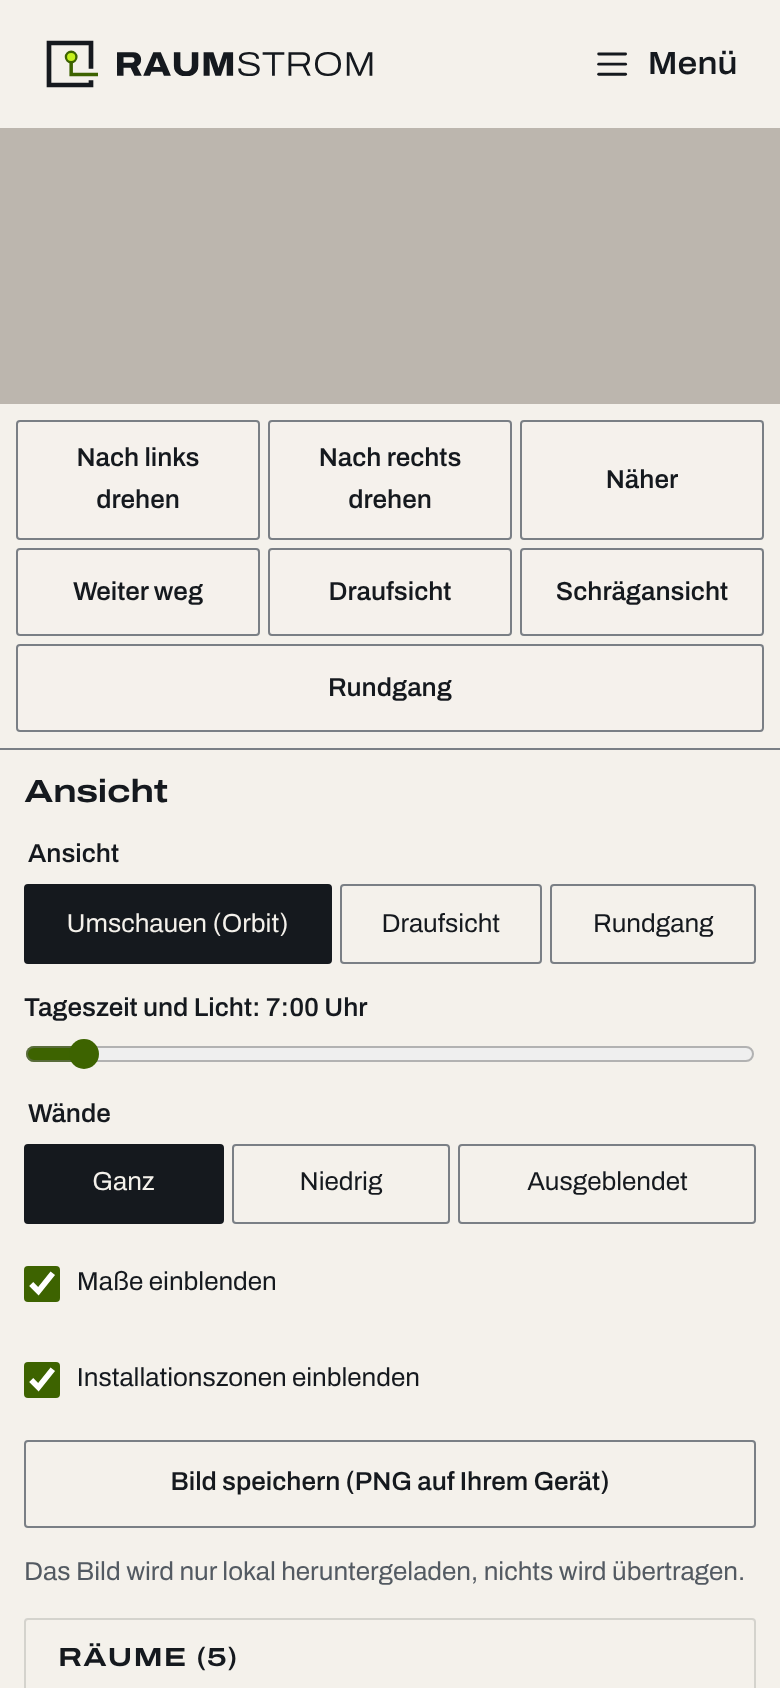 RAUMSTROM
Menü
Nach links
drehen
Nach rechts
drehen
Näher
Weiter weg
Draufsicht
Schrägansicht
Rundgang
Ansicht
Ansicht
Umschauen (Orbit)
Draufsicht
Rundgang
Tageszeit und Licht: 7:00 Uhr
Wände
Ganz
Niedrig
Ausgeblendet
Maße einblenden
Installationszonen einblenden
Bild speichern (PNG auf Ihrem Gerät)
Das Bild wird nur lokal heruntergeladen, nichts wird übertragen.
RÄUME (5)